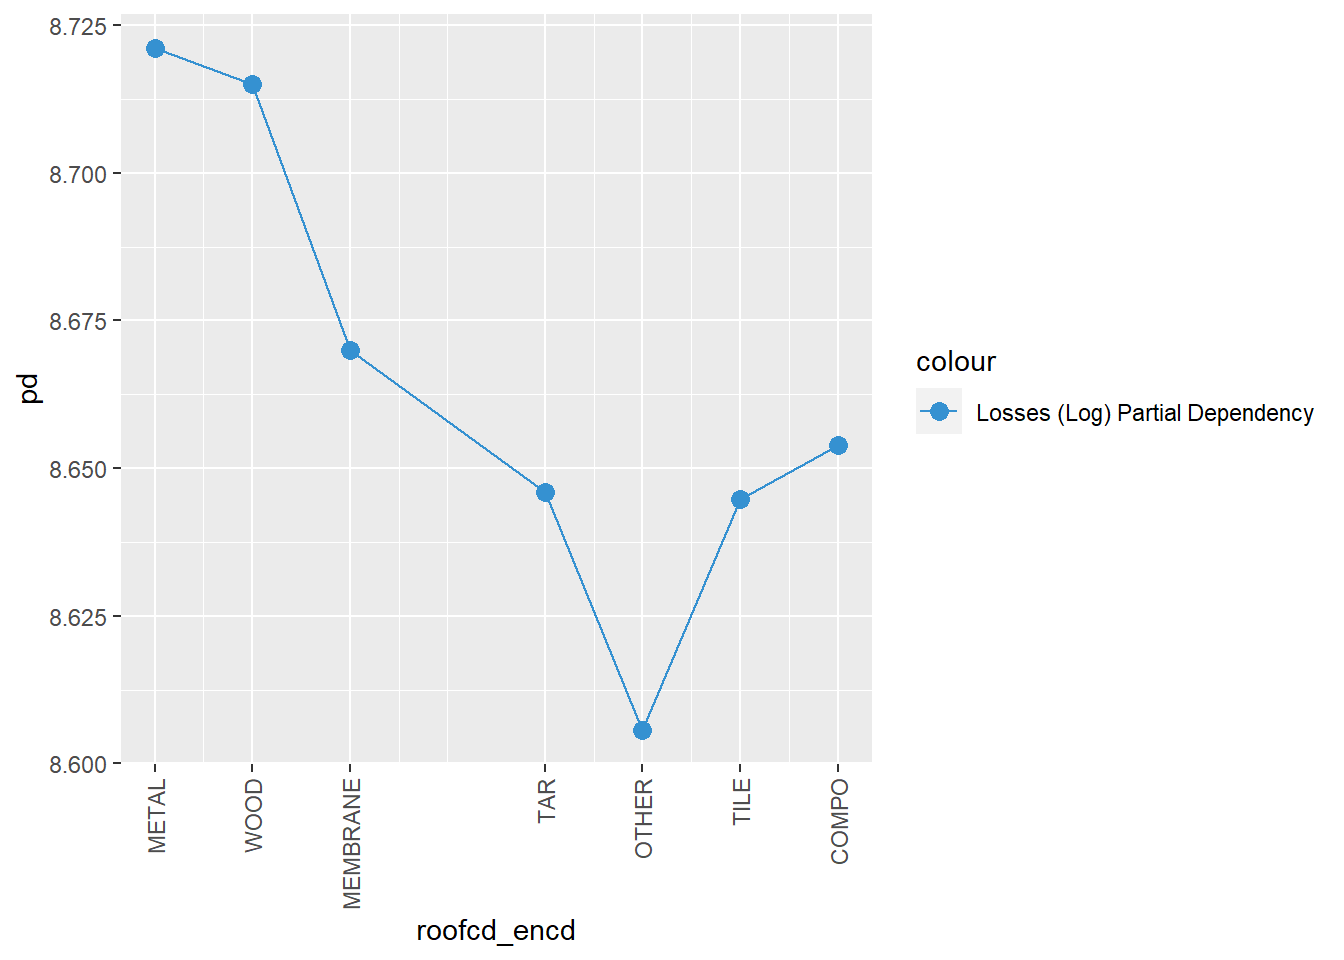 8.725
8.700
8.675
8.650
8.625
8.600
pd
METAL
WOOD
MEMBRANE
TAR
OTHER
TILE
COMPO
roofcd_encd
colour
Losses (Log) Partial Dependency